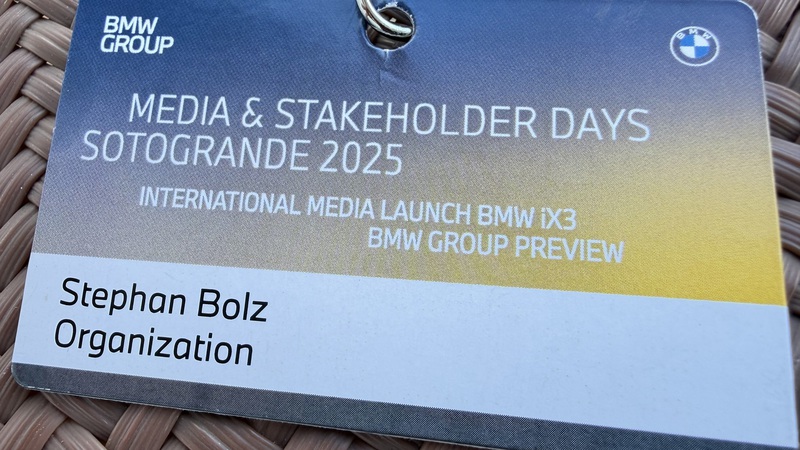 BMW
GROUP
BMW
MEDIA & STAKEHOLDER DAYS
SOTOGRANDE 2025
INTERNATIONAL MEDIA LAUNCH BMW iX3
BMW GROUP PREVIEW
Stephan Bolz
Organization